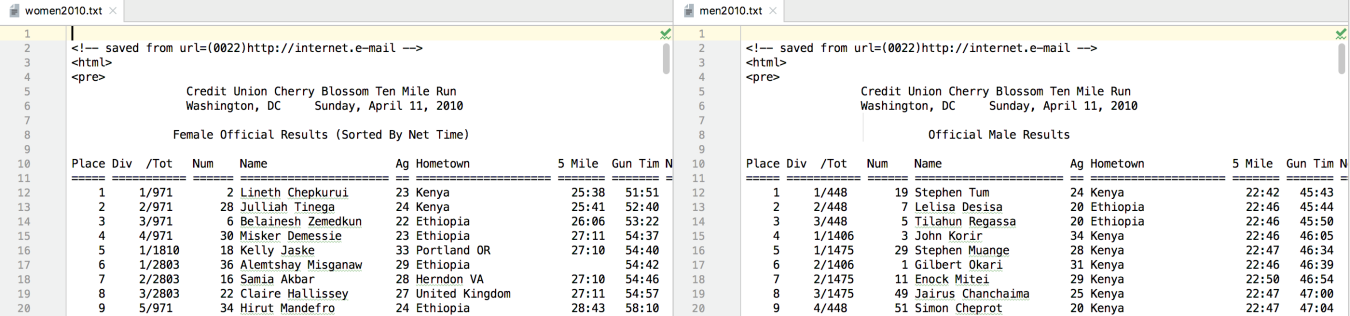 women2010.txt
1
2 <!-- saved from url=(0022)http://internet.e-mail -->
3 <html>
4 <pre>
5 Credit Union Cherry Blossom Ten Mile Run
6 Washington, DC     Sunday, April 11, 2010
7
8 Female Official Results (Sorted By Net Time)
9
10 Place Div  /Tot   Num    Name                   Ag Hometown             5 Mile  Gun Tim N
11 ===== =========== ====== ====================== == ==================== ======= ======= =
12 1 1/971 2 Lineth Chepkurui 23 Kenya 25:38 51:51
13 2 2/971 28 Julliah Tinega 24 Kenya 25:41 52:40
14 3 3/971 6 Belainesh Zemedkun 22 Ethiopia 26:06 53:22
15 4 4/971 30 Misker Demessie 23 Ethiopia 27:11 54:37
16 5 1/1810 18 Kelly Jaske 33 Portland OR 27:10 54:40
17 6 1/2803 36 Alemtshay Misganaw 29 Ethiopia 54:42
18 7 2/2803 16 Samia Akbar 28 Herndon VA 27:10 54:46
19 8 3/2803 22 Claire Hallissey 27 United Kingdom 27:11 54:57
20 9 5/971 34 Hirut Mandefro 24 Ethiopia 28:43 58:10
men2010.txt
1
2 <!-- saved from url=(0022)http://internet.e-mail -->
3 <html>
4 <pre>
5 Credit Union Cherry Blossom Ten Mile Run
6 Washington, DC     Sunday, April 11, 2010
7
8 Official Male Results
9
10 Place Div  /Tot   Num    Name                   Ag Hometown             5 Mile  Gun Tim N
11 ===== =========== ====== ====================== == ==================== ======= ======= =
12 1 1/448 19 Stephen Tum 24 Kenya 22:42 45:43
13 2 2/448 7 Lelisa Desisa 20 Ethiopia 22:46 45:44
14 3 3/448 5 Tilahun Regassa 20 Ethiopia 22:46 45:50
15 4 1/1406 3 John Korir 34 Kenya 22:46 46:05
16 5 1/1475 29 Stephen Muange 28 Kenya 22:47 46:34
17 6 2/1406 1 Gilbert Okari 31 Kenya 22:46 46:39
18 7 2/1475 11 Enock Mitei 29 Kenya 22:50 46:54
19 8 3/1475 49 Jairus Chanchaima 25 Kenya 22:47 47:00
20 9 4/448 51 Simon Cheprot 20 Kenya 22:47 47:04